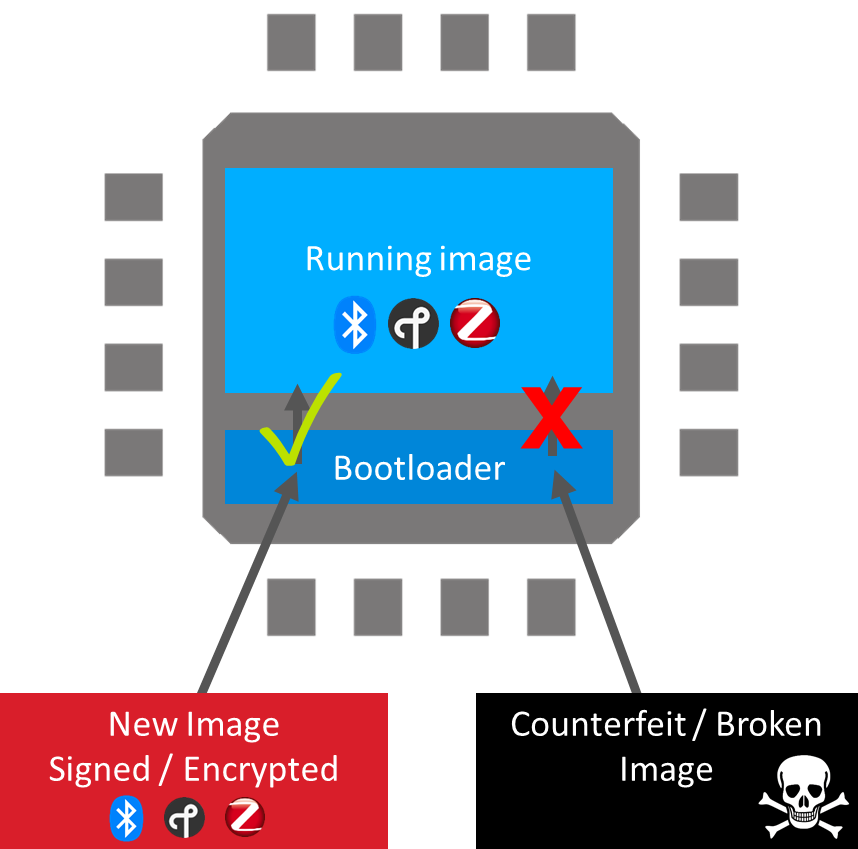 Running image
Bootloader
New Image
Signed / Encrypted
Counterfeit / Broken
Image